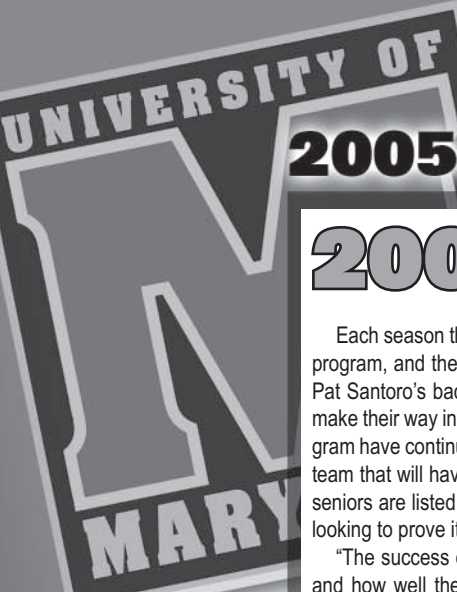 UNIVERSITY OF
MARY
2005
200
Each season th
program, and the
Pat Santoro's bac
make their way in
gram have continu
team that will hav
seniors are listed
looking to prove it
"The success o
and how well the